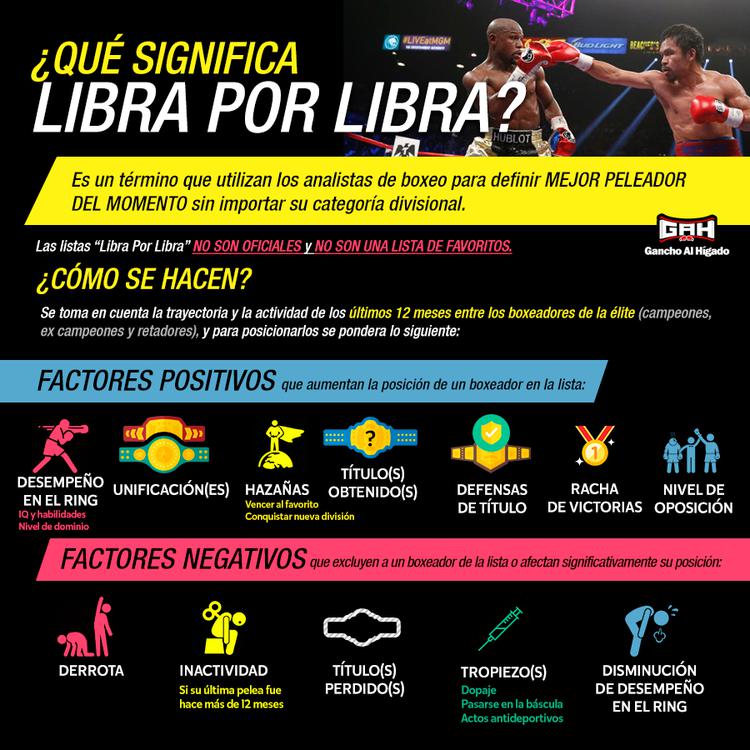 #LIVEatMGM
BUD LIGHT
¿QUÉ SIGNIFICA
LIBRA POR LIBRA?
HUBLOT
Es un término que utilizan los analistas de boxeo para definir MEJOR PELEADOR
DEL MOMENTO sin importar su categoría divisional.
GAH
Gancho Al Hígado
Las listas “Libra Por Libra” NO SON OFICIALES y NO SON UNA LISTA DE FAVORITOS.
¿CÓMO SE HACEN?
Se toma en cuenta la trayectoria y la actividad de los últimos 12 meses entre los boxeadores de la élite (campeones,
ex campeones y retadores), y para posicionarlos se pondera lo siguiente:
FACTORES POSITIVOS que aumentan la posición de un boxeador en la lista:
DESEMPEÑO
EN EL RING
IQ y habilidades
Nivel de dominio
UNIFICACIÓN(ES)
HAZAÑAS
Vencer al favorito
Conquistar nueva división
?
TÍTULO(S)
OBTENIDO(S)
DEFENSAS
DE TÍTULO
1
RACHA
DE VICTORIAS
NIVEL DE
OPOSICIÓN
FACTORES NEGATIVOS que excluyen a un boxeador de la lista o afectan significativamente su posición:
DERROTA
INACTIVIDAD
Si su última pelea fue
hace más de 12 meses
TÍTULO(S)
PERDIDO(S)
TROPIEZO(S)
Dopaje
Pasarse en la báscula
Actos antideportivos
DISMINUCIÓN
DE DESEMPEÑO
EN EL RING